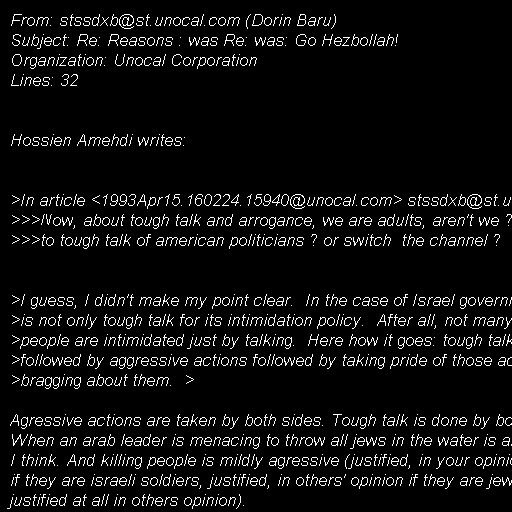 From: stssdxb@st.unocal.com (Dorin Baru)
Subject: Re: Reasons : was Re: was: Go Hezbollah!
Organization: Unocal Corporation
Lines: 32
Hossien Amehdi writes:
>In article <1993Apr15.160224.15940@unocal.com> stssdxb@st.u
>>>Now, about tough talk and arrogance, we are adults, aren't we ?
>>>to tough talk of american politicians ? or switch  the channel ?
>I guess, I didn't make my point clear.  In the case of Israel govern
>is not only tough talk for its intimidation policy.  After all, not many
>people are intimidated just by talking.  Here how it goes: tough talk
>followed by aggressive actions followed by taking pride of those ac
>bragging about them.  >
Agressive actions are taken by both sides. Tough talk is done by bo
When an arab leader is menacing to throw all jews in the water is a
I think. And killing people is mildly agressive (justified, in your opini
if they are israeli soldiers, justified, in others' opinion if they are jew
justified at all in others opinion).